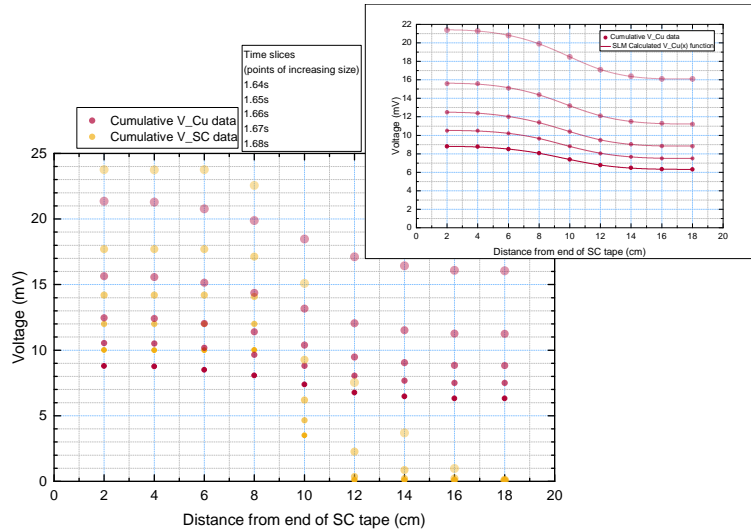 Time slices
(points of increasing size)
1.64s
1.65s
1.66s
1.67s
1.68s
Cumulative V_Cu data
Cumulative V_SC data
25
20
15
10
5
0
Voltage (mV)
0 2 4 6 8 10 12 14 16 18 20
Distance from end of SC tape (cm)
22
20
18
16
14
12
10
8
6
4
2
0
Voltage (mV)
Cumulative V_Cu data
SLM Calculated V_Cu(x) function
0 2 4 6 8 10 12 14 16 18 20
Distance from end of SC tape (cm)